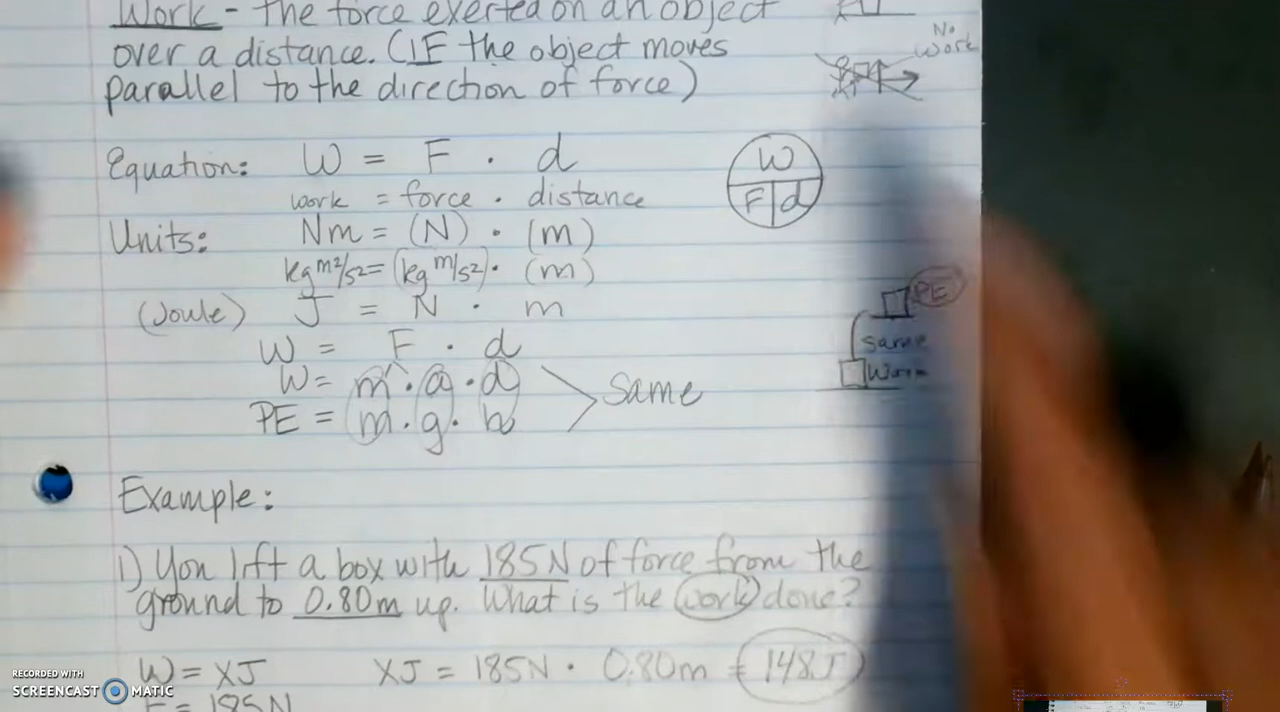 Work - the force exerted on an object
over a distance. (IF the object moves
parallel to the direction of force)
No
Work
Equation: W = F · d
work = force · distance
W
F d
Units: Nm = (N) · (m)
kg m²/s² = (kg m/s²) · (m)
(Joule) J = N · m
W = F · d
W = m · a · d
PE = m · g · h
> Same
PE
same
Work
Example:
1) You lift a box with 185N of force from the
ground to 0.80m up. What is the work done?
W = XJ XJ = 185N · 0.80m = 148J
F = 185N
RECORDED WITH
SCREENCAST MATIC